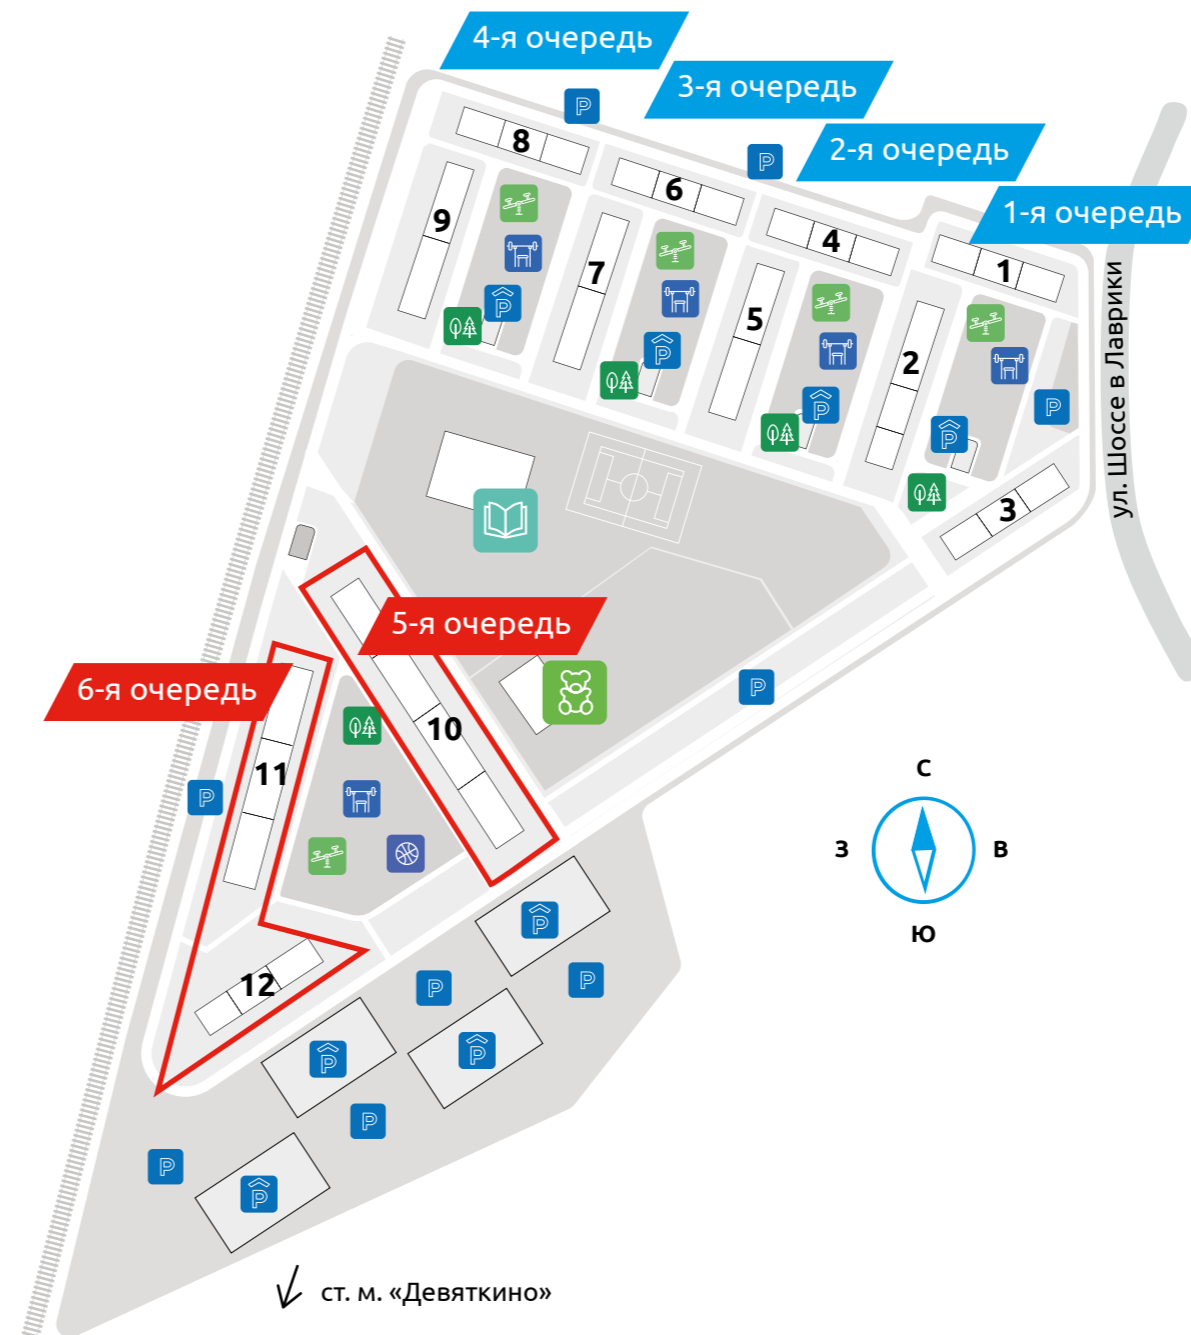 4-я очередь
3-я очередь
2-я очередь
1-я очередь
P
P
8
6
4
1
9
7
5
2
3
P
P
P
P
P
ул. Шоссе в Лаврики
5-я очередь
6-я очередь
P
10
11
P
12
С
З
В
Ю
P
P
P
P
P
P
P
P
ст. м. «Девяткино»